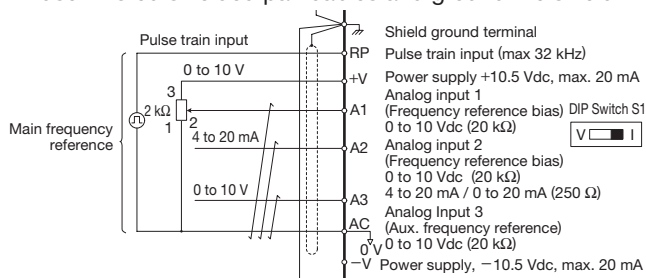 Shield ground terminal
Pulse train input
RP Pulse train input (max 32 kHz)
0 to 10 V
+V Power supply +10.5 Vdc, max. 20 mA
3
2 kΩ
1 2
Main frequency
reference
A1 Analog input 1
(Frequency reference bias)
0 to 10 Vdc (20 kΩ)
DIP Switch S1
V I
4 to 20 mA
A2 Analog input 2
(Frequency reference bias)
0 to 10 Vdc (20 kΩ)
4 to 20 mA / 0 to 20 mA (250 Ω)
0 to 10 V
A3 Analog Input 3
(Aux. frequency reference)
0 to 10 Vdc (20 kΩ)
AC
0 V
−V Power supply, −10.5 Vdc, max. 20 mA